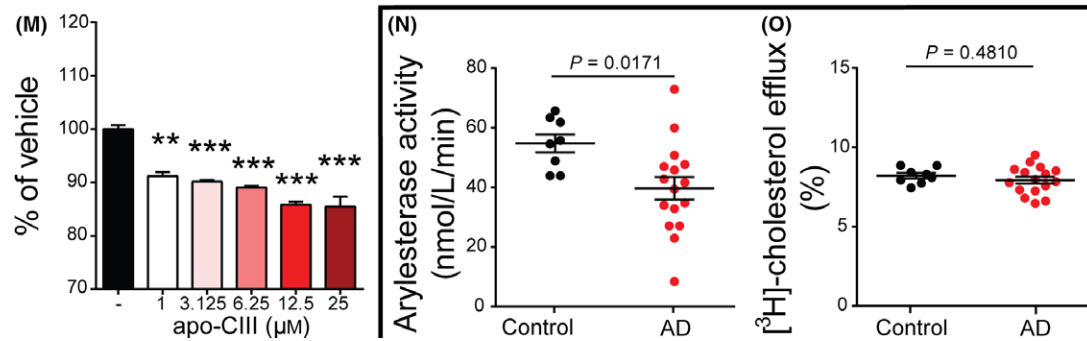 (M)
% of vehicle
120
110
100
90
80
70
** *** *** *** ***
- 1 3.125 6.25 12.5 25
apo-CIII (µM)
(N)
Arylesterase activity
(nmol/L/min)
P = 0.0171
80
60
40
20
0
Control AD
(O)
[³H]-cholesterol efflux
(%)
P = 0.4810
15
10
5
0
Control AD